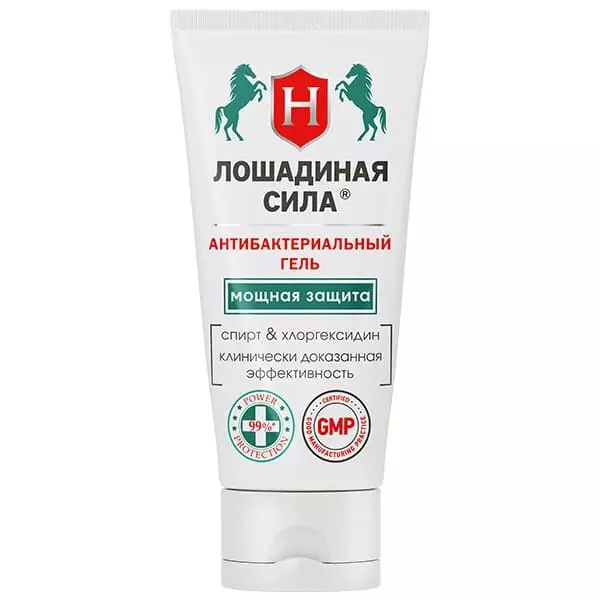 Н
ЛОШАДИНАЯ
СИЛА®
АНТИБАКТЕРИАЛЬНЫЙ
ГЕЛЬ
мощная защита
спирт & хлоргексидин
клинически доказанная
эффективность
POWER
99%*
PROTECTION
CERTIFIED
GMP
GOOD MANUFACTURING PRACTICE